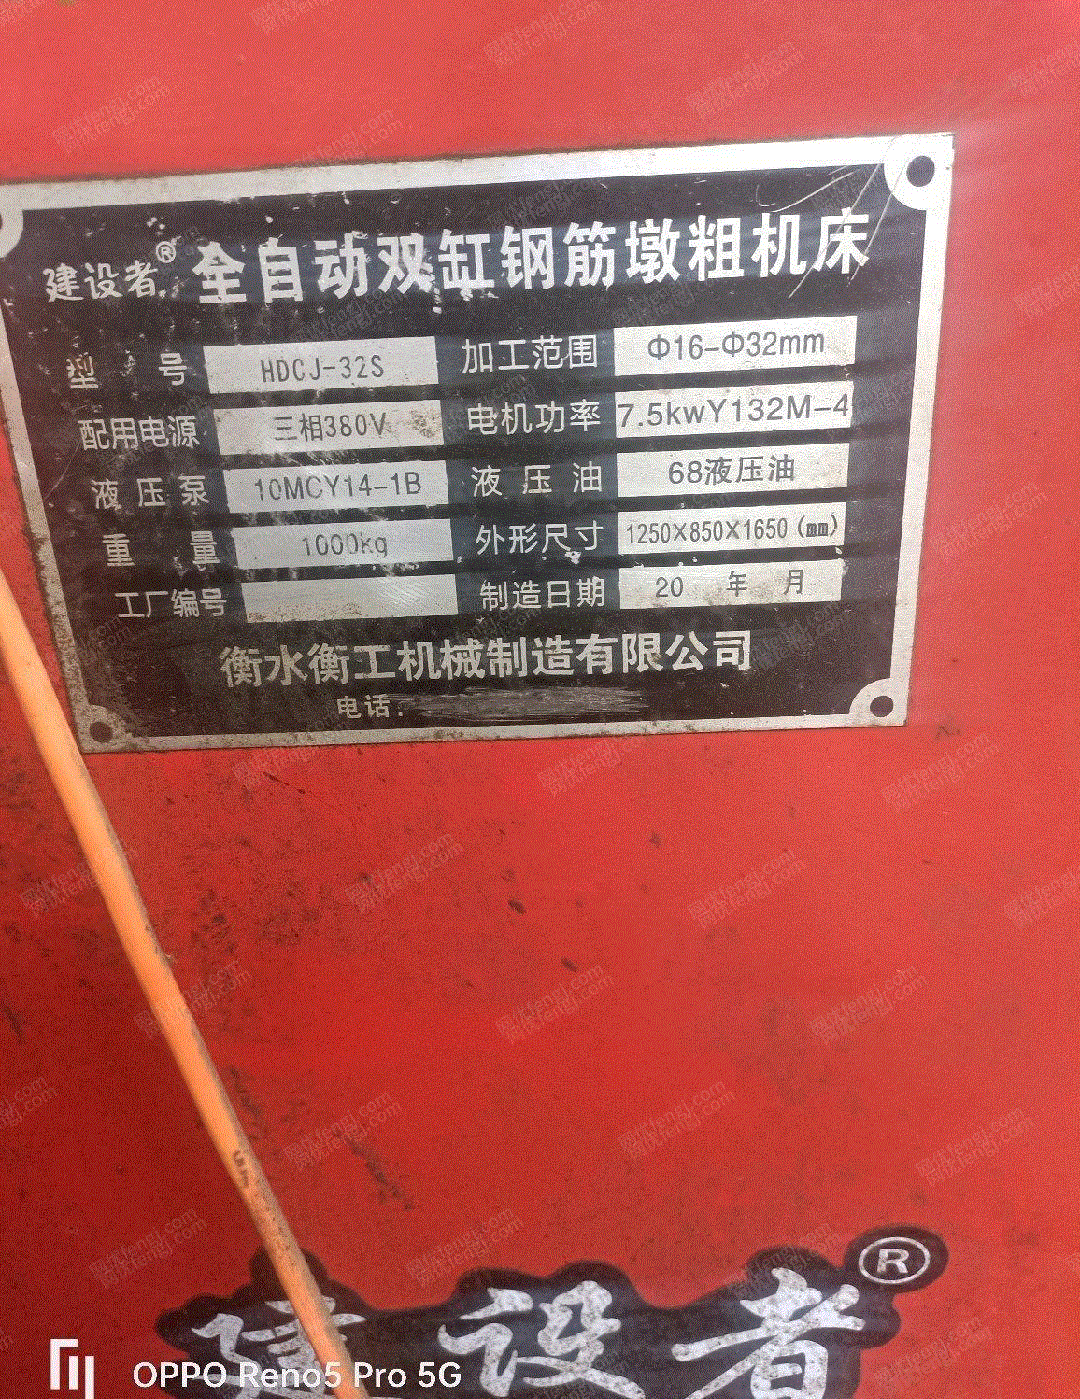 建设者® 全自动双缸钢筋墩粗机床
型 号 HDCJ-32S 加工范围 Φ16-Φ32mm
配用电源 三相380V 电机功率 7.5kwY132M-4
液压泵 10MCY14-1B 液压油 68液压油
重 量 1000kg 外形尺寸 1250X850X1650(mm)
工厂编号 制造日期 20 年 月
衡水衡工机械制造有限公司
电话:
建设者®
OPPO Reno5 Pro 5G